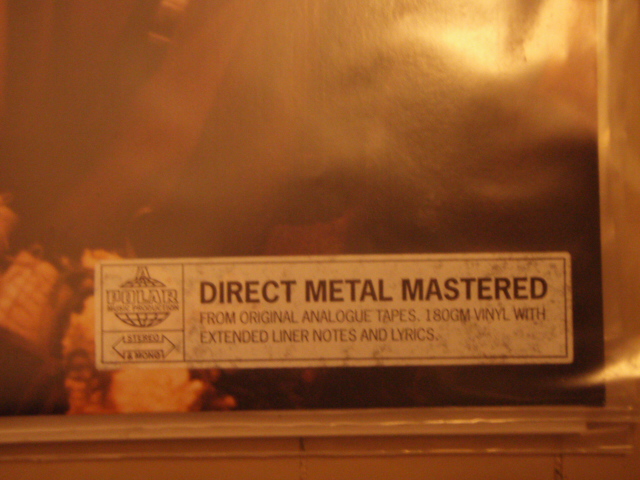 A
POLAR
MUSIC PRODUCTION
STEREO
& MONO
DIRECT METAL MASTERED
FROM ORIGINAL ANALOGUE TAPES. 180GM VINYL WITH
EXTENDED LINER NOTES AND LYRICS.